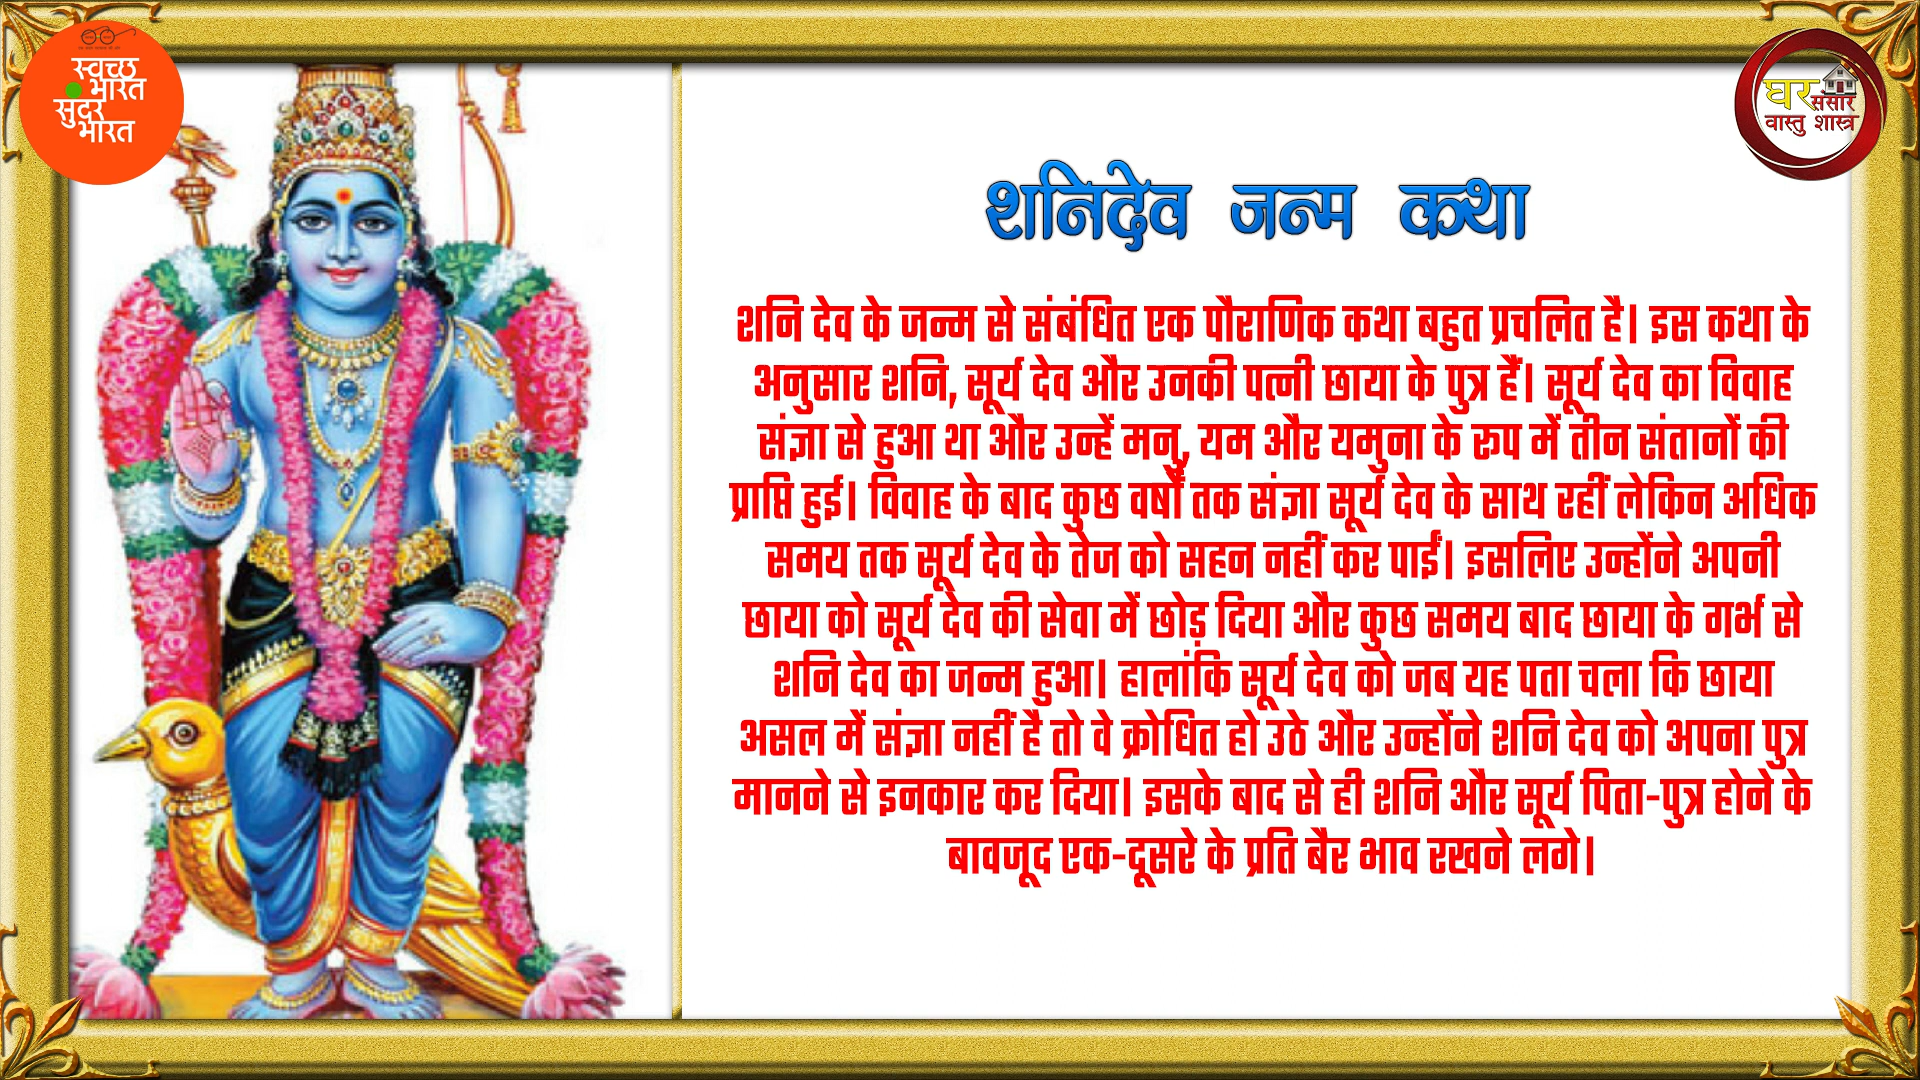 स्वच्छ
भारत
सुंदर
भारत
घर
संसार
वास्तु शास्त्र
शनिदेव जन्म कथा
शनि देव के जन्म से संबंधित एक पौराणिक कथा बहुत प्रचलित है। इस कथा के
अनुसार शनि, सूर्य देव और उनकी पत्नी छाया के पुत्र हैं। सूर्य देव का विवाह
संज्ञा से हुआ था और उन्हें मनु, यम और यमुना के रूप में तीन संतानों की
प्राप्ति हुई। विवाह के बाद कुछ वर्षों तक संज्ञा सूर्य देव के साथ रहीं लेकिन अधिक
समय तक सूर्य देव के तेज को सहन नहीं कर पाईं। इसलिए उन्होंने अपनी
छाया को सूर्य देव की सेवा में छोड़ दिया और कुछ समय बाद छाया के गर्भ से
शनि देव का जन्म हुआ। हालांकि सूर्य देव को जब यह पता चला कि छाया
असल में संज्ञा नहीं है तो वे क्रोधित हो उठे और उन्होंने शनि देव को अपना पुत्र
मानने से इनकार कर दिया। इसके बाद से ही शनि और सूर्य पिता-पुत्र होने के
बावजूद एक-दूसरे के प्रति बैर भाव रखने लगे।